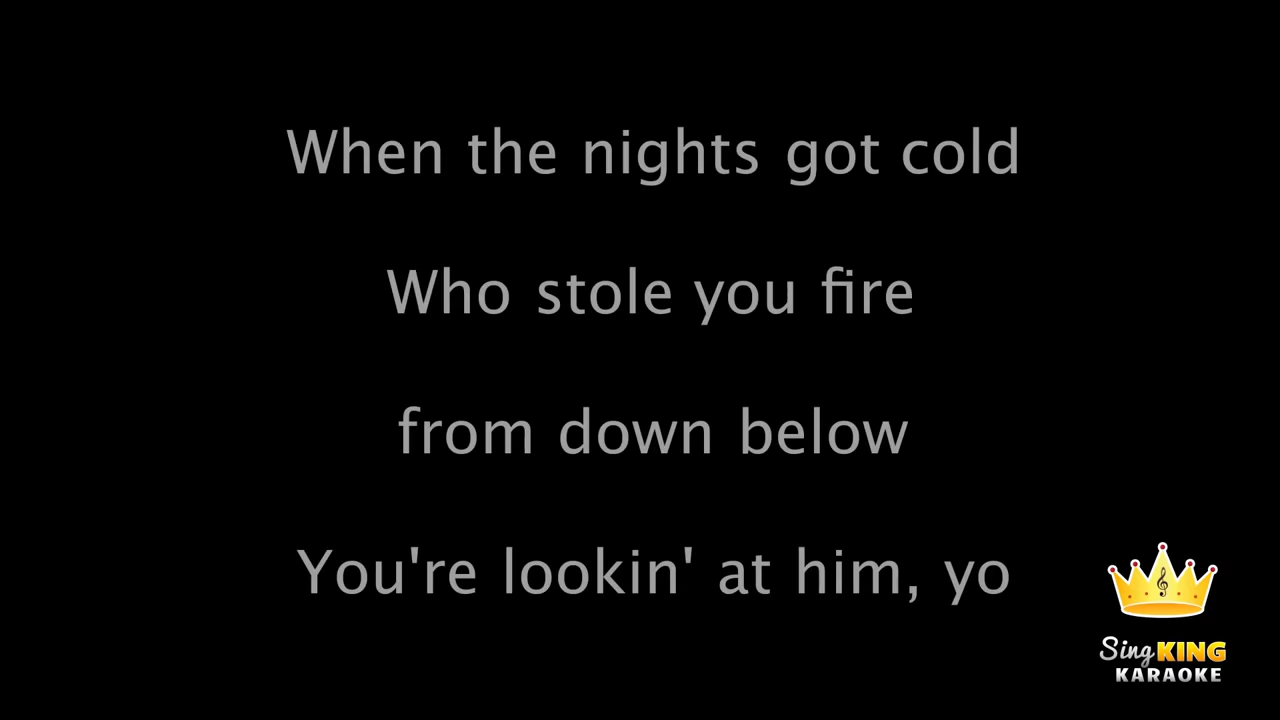 When the nights got cold
Who stole you fire
from down below
You're lookin' at him, yo
Sing KING
KARAOKE